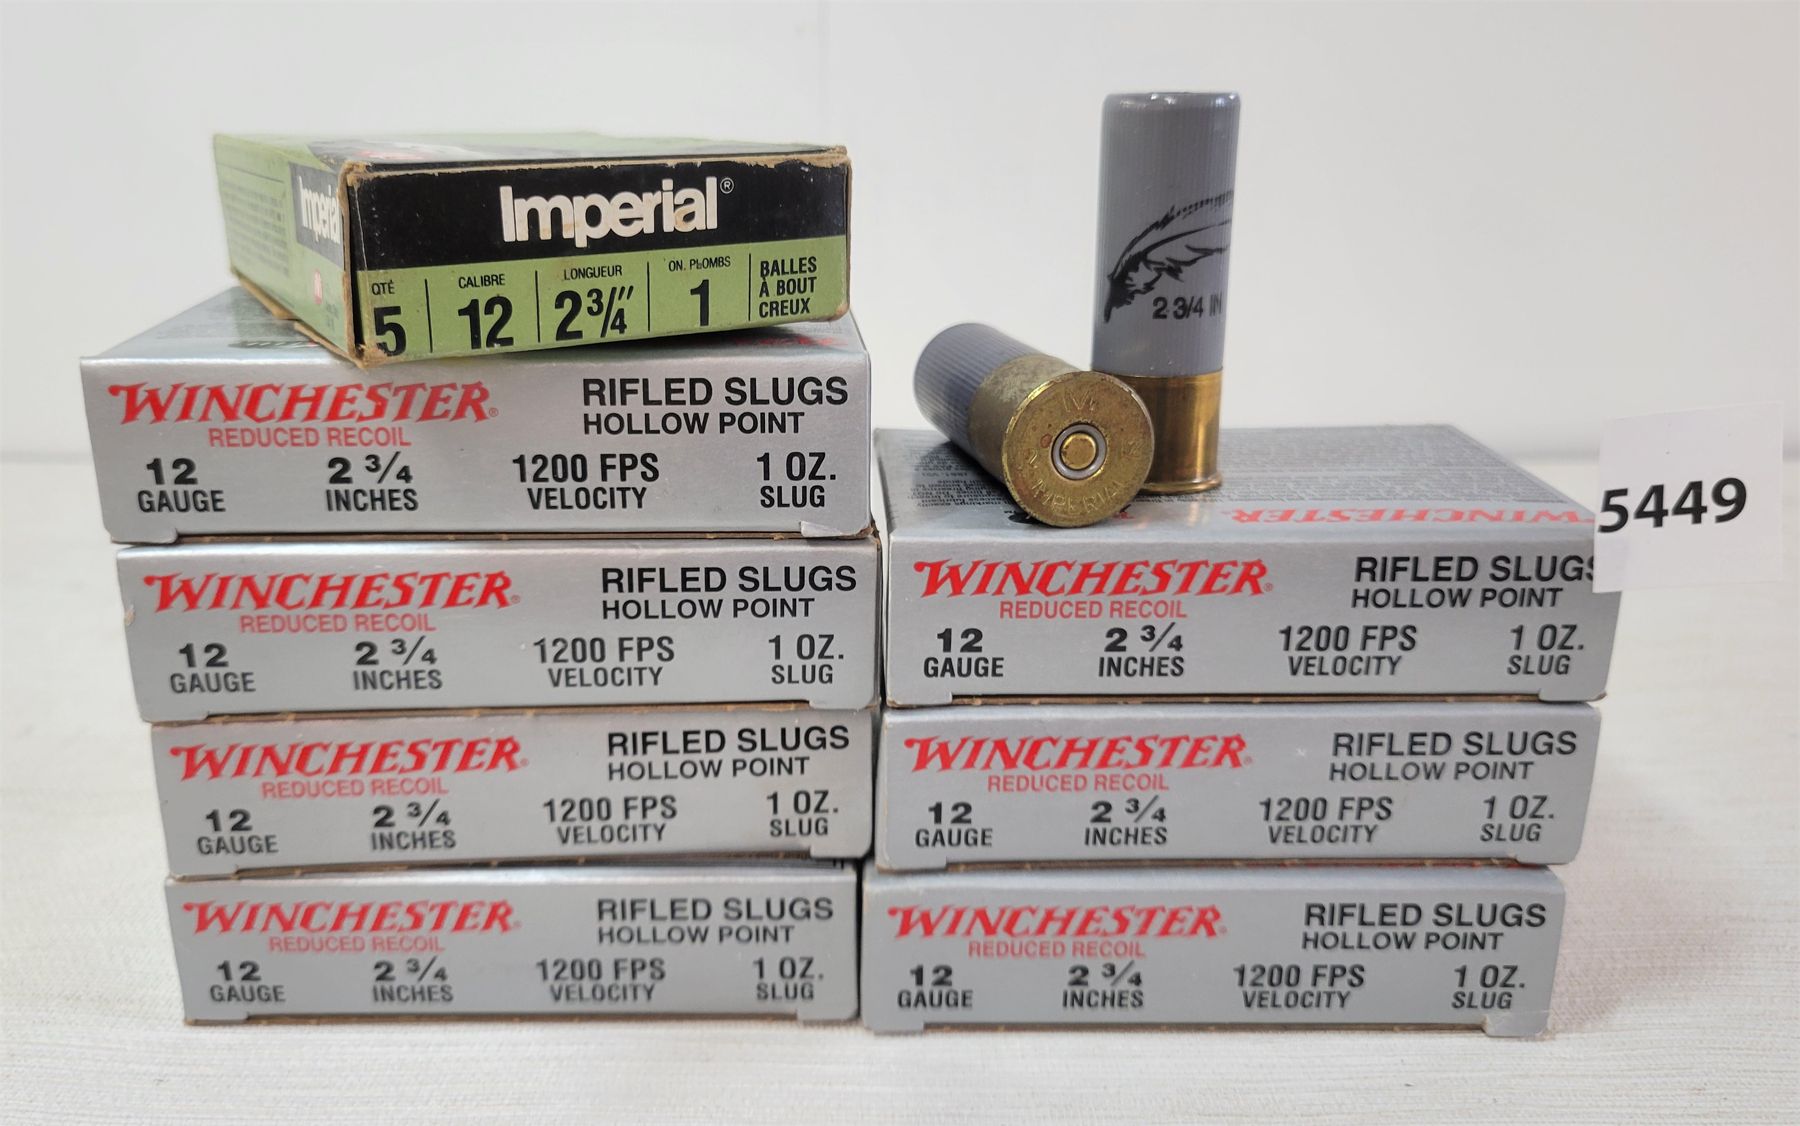 Imperial®
Imperial
QTÉ
5
CALIBRE
12
LONGUEUR
2 3/4"
ON. PLOMBS
1
BALLES
À BOUT
CREUX
WINCHESTER®
REDUCED RECOIL
RIFLED SLUGS
HOLLOW POINT
12
GAUGE
2 3/4
INCHES
1200 FPS
VELOCITY
1 OZ.
SLUG
WINCHESTER®
REDUCED RECOIL
RIFLED SLUGS
HOLLOW POINT
12
GAUGE
2 3/4
INCHES
1200 FPS
VELOCITY
1 OZ.
SLUG
WINCHESTER®
REDUCED RECOIL
RIFLED SLUGS
HOLLOW POINT
12
GAUGE
2 3/4
INCHES
1200 FPS
VELOCITY
1 OZ.
SLUG
WINCHESTER®
REDUCED RECOIL
RIFLED SLUGS
HOLLOW POINT
12
GAUGE
2 3/4
INCHES
1200 FPS
VELOCITY
1 OZ.
SLUG
2 3/4 IN
IMPERIAL
5449
WINCHESTER
WINCHESTER®
REDUCED RECOIL
RIFLED SLUGS
HOLLOW POINT
12
GAUGE
2 3/4
INCHES
1200 FPS
VELOCITY
1 OZ.
SLUG
WINCHESTER®
REDUCED RECOIL
RIFLED SLUGS
HOLLOW POINT
12
GAUGE
2 3/4
INCHES
1200 FPS
VELOCITY
1 OZ.
SLUG
WINCHESTER®
REDUCED RECOIL
RIFLED SLUGS
HOLLOW POINT
12
GAUGE
2 3/4
INCHES
1200 FPS
VELOCITY
1 OZ.
SLUG